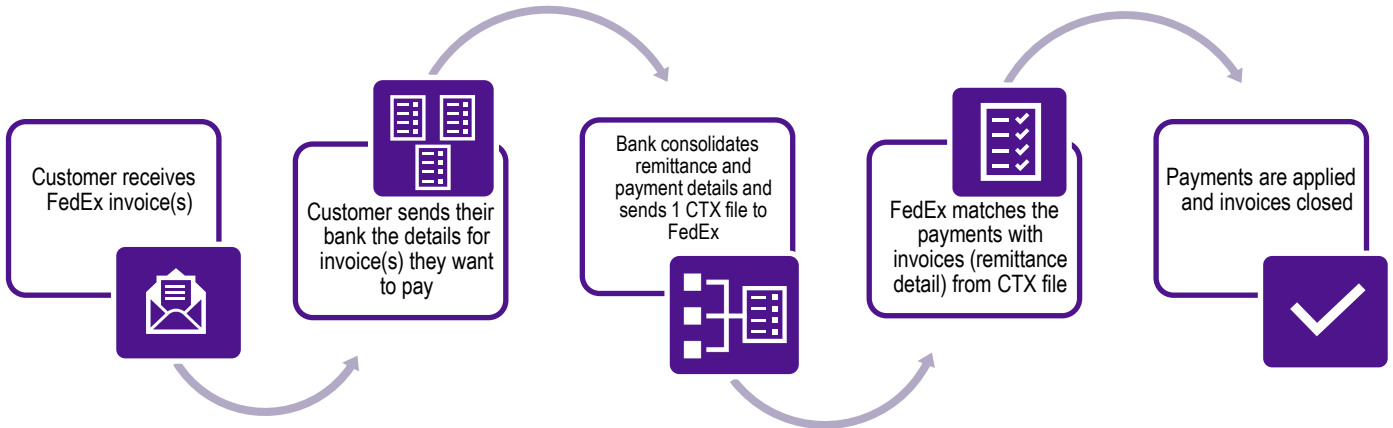 Customer receives
FedEx invoice(s)
Customer sends their
bank the details for
invoice(s) they want
to pay
Bank consolidates
remittance and
payment details and
sends 1 CTX file to
FedEx
FedEx matches the
payments with
invoices (remittance
detail) from CTX file
Payments are applied
and invoices closed